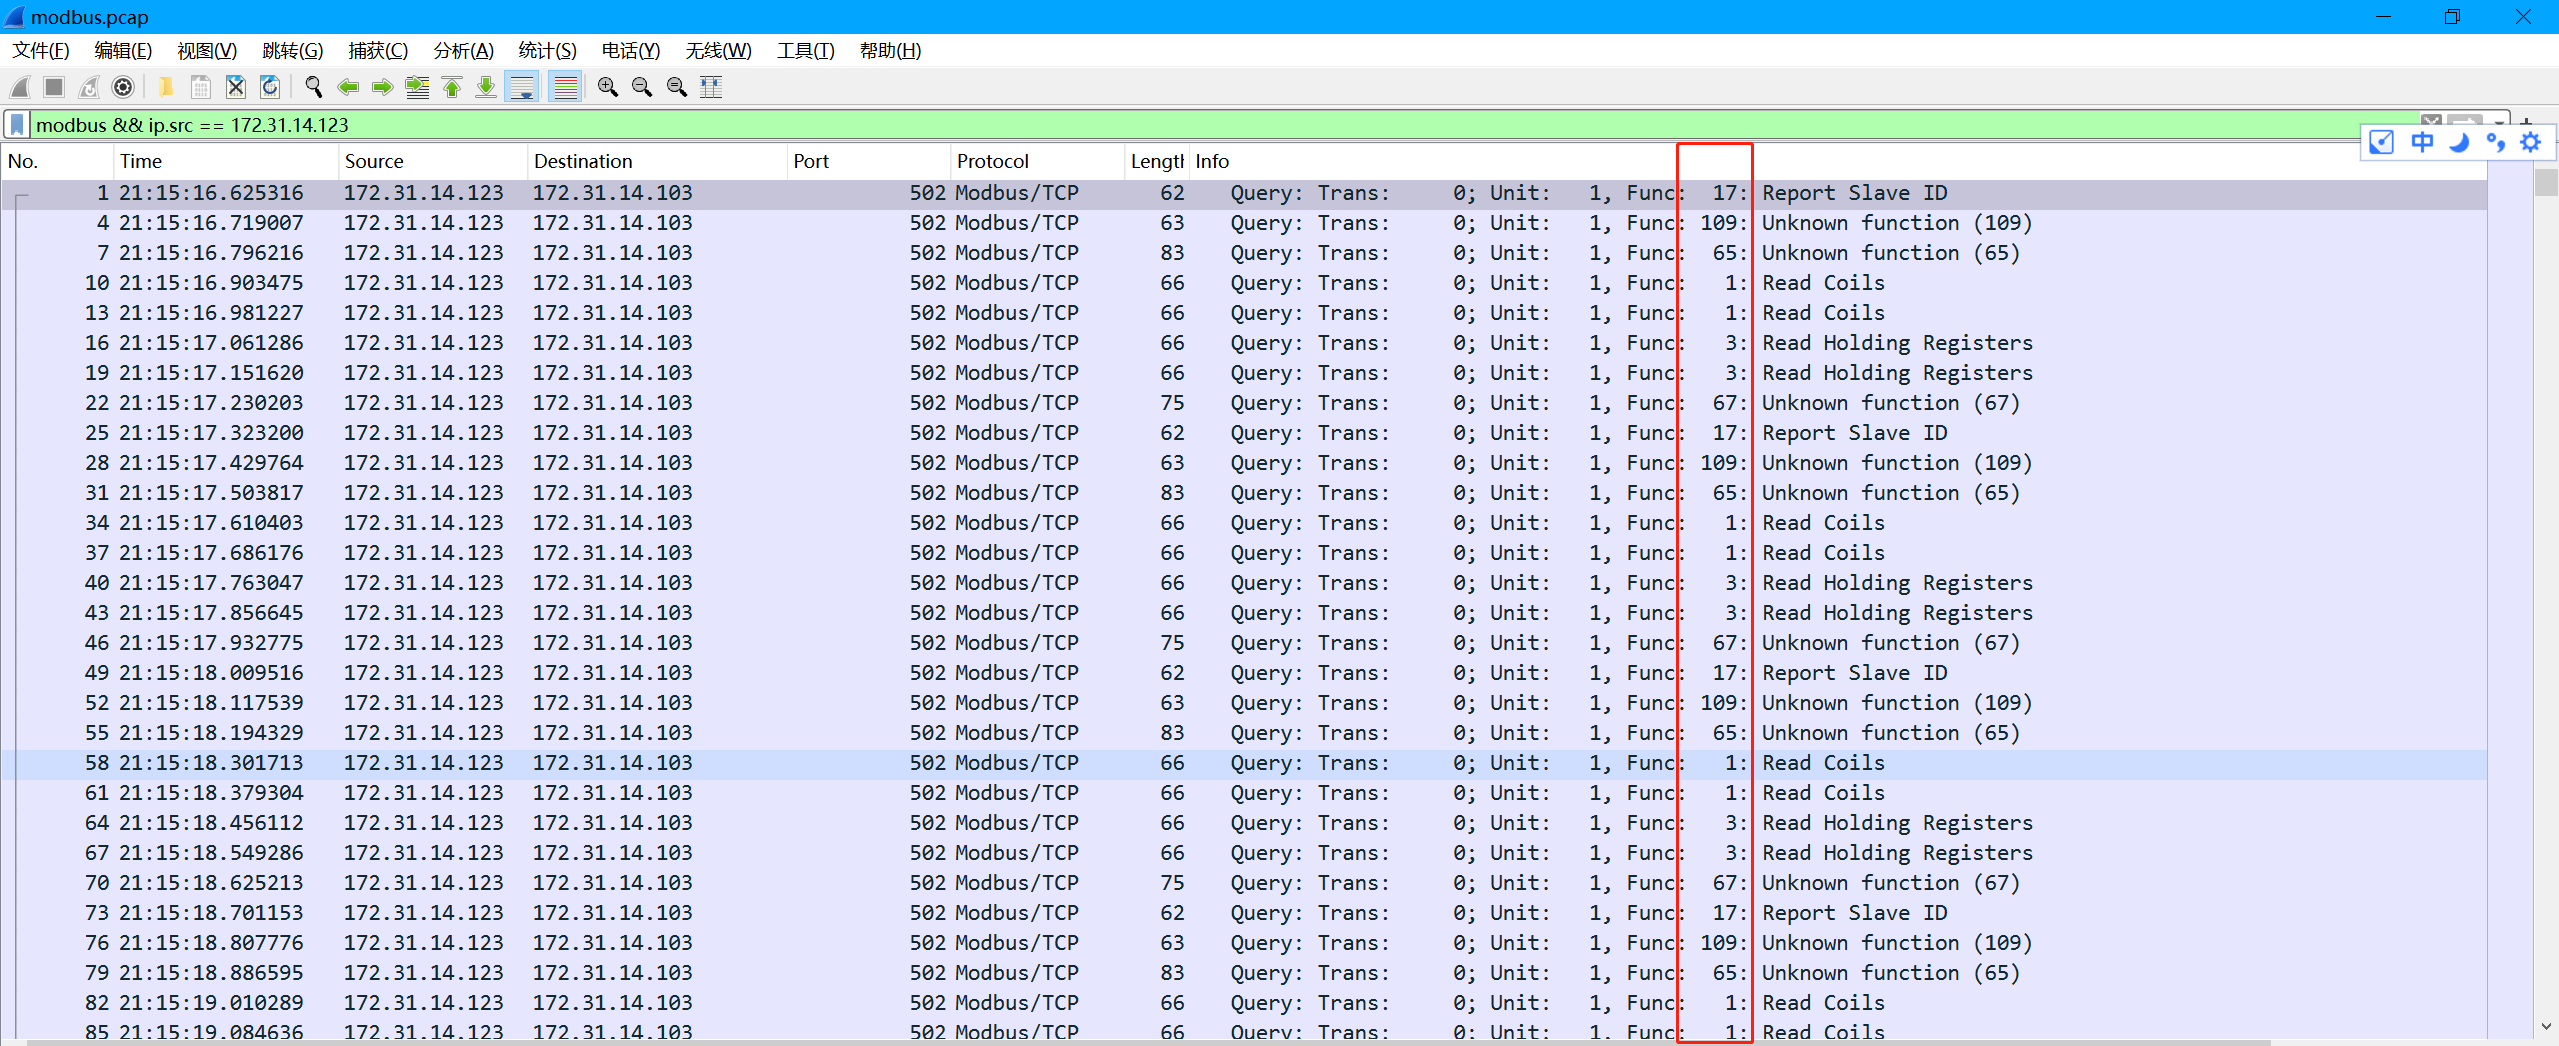 modbus.pcap
文件(F) 编辑(E) 视图(V) 跳转(G) 捕获(C) 分析(A) 统计(S) 电话(Y) 无线(W) 工具(T) 帮助(H)
modbus && ip.src == 172.31.14.123
中
No. Time Source Destination Port Protocol Length Info
1 21:15:16.625316 172.31.14.123 172.31.14.103 502 Modbus/TCP 62 Query: Trans: 0; Unit: 1, Func: 17: Report Slave ID
4 21:15:16.719007 172.31.14.123 172.31.14.103 502 Modbus/TCP 63 Query: Trans: 0; Unit: 1, Func: 109: Unknown function (109)
7 21:15:16.796216 172.31.14.123 172.31.14.103 502 Modbus/TCP 83 Query: Trans: 0; Unit: 1, Func: 65: Unknown function (65)
10 21:15:16.903475 172.31.14.123 172.31.14.103 502 Modbus/TCP 66 Query: Trans: 0; Unit: 1, Func: 1: Read Coils
13 21:15:16.981227 172.31.14.123 172.31.14.103 502 Modbus/TCP 66 Query: Trans: 0; Unit: 1, Func: 1: Read Coils
16 21:15:17.061286 172.31.14.123 172.31.14.103 502 Modbus/TCP 66 Query: Trans: 0; Unit: 1, Func: 3: Read Holding Registers
19 21:15:17.151620 172.31.14.123 172.31.14.103 502 Modbus/TCP 66 Query: Trans: 0; Unit: 1, Func: 3: Read Holding Registers
22 21:15:17.230203 172.31.14.123 172.31.14.103 502 Modbus/TCP 75 Query: Trans: 0; Unit: 1, Func: 67: Unknown function (67)
25 21:15:17.323200 172.31.14.123 172.31.14.103 502 Modbus/TCP 62 Query: Trans: 0; Unit: 1, Func: 17: Report Slave ID
28 21:15:17.429764 172.31.14.123 172.31.14.103 502 Modbus/TCP 63 Query: Trans: 0; Unit: 1, Func: 109: Unknown function (109)
31 21:15:17.503817 172.31.14.123 172.31.14.103 502 Modbus/TCP 83 Query: Trans: 0; Unit: 1, Func: 65: Unknown function (65)
34 21:15:17.610403 172.31.14.123 172.31.14.103 502 Modbus/TCP 66 Query: Trans: 0; Unit: 1, Func: 1: Read Coils
37 21:15:17.686176 172.31.14.123 172.31.14.103 502 Modbus/TCP 66 Query: Trans: 0; Unit: 1, Func: 1: Read Coils
40 21:15:17.763047 172.31.14.123 172.31.14.103 502 Modbus/TCP 66 Query: Trans: 0; Unit: 1, Func: 3: Read Holding Registers
43 21:15:17.856645 172.31.14.123 172.31.14.103 502 Modbus/TCP 66 Query: Trans: 0; Unit: 1, Func: 3: Read Holding Registers
46 21:15:17.932775 172.31.14.123 172.31.14.103 502 Modbus/TCP 75 Query: Trans: 0; Unit: 1, Func: 67: Unknown function (67)
49 21:15:18.009516 172.31.14.123 172.31.14.103 502 Modbus/TCP 62 Query: Trans: 0; Unit: 1, Func: 17: Report Slave ID
52 21:15:18.117539 172.31.14.123 172.31.14.103 502 Modbus/TCP 63 Query: Trans: 0; Unit: 1, Func: 109: Unknown function (109)
55 21:15:18.194329 172.31.14.123 172.31.14.103 502 Modbus/TCP 83 Query: Trans: 0; Unit: 1, Func: 65: Unknown function (65)
58 21:15:18.301713 172.31.14.123 172.31.14.103 502 Modbus/TCP 66 Query: Trans: 0; Unit: 1, Func: 1: Read Coils
61 21:15:18.379304 172.31.14.123 172.31.14.103 502 Modbus/TCP 66 Query: Trans: 0; Unit: 1, Func: 1: Read Coils
64 21:15:18.456112 172.31.14.123 172.31.14.103 502 Modbus/TCP 66 Query: Trans: 0; Unit: 1, Func: 3: Read Holding Registers
67 21:15:18.549286 172.31.14.123 172.31.14.103 502 Modbus/TCP 66 Query: Trans: 0; Unit: 1, Func: 3: Read Holding Registers
70 21:15:18.625213 172.31.14.123 172.31.14.103 502 Modbus/TCP 75 Query: Trans: 0; Unit: 1, Func: 67: Unknown function (67)
73 21:15:18.701153 172.31.14.123 172.31.14.103 502 Modbus/TCP 62 Query: Trans: 0; Unit: 1, Func: 17: Report Slave ID
76 21:15:18.807776 172.31.14.123 172.31.14.103 502 Modbus/TCP 63 Query: Trans: 0; Unit: 1, Func: 109: Unknown function (109)
79 21:15:18.886595 172.31.14.123 172.31.14.103 502 Modbus/TCP 83 Query: Trans: 0; Unit: 1, Func: 65: Unknown function (65)
82 21:15:19.010289 172.31.14.123 172.31.14.103 502 Modbus/TCP 66 Query: Trans: 0; Unit: 1, Func: 1: Read Coils
85 21:15:19.084636 172.31.14.123 172.31.14.103 502 Modbus/TCP 66 Query: Trans: 0; Unit: 1, Func: 1: Read Coils